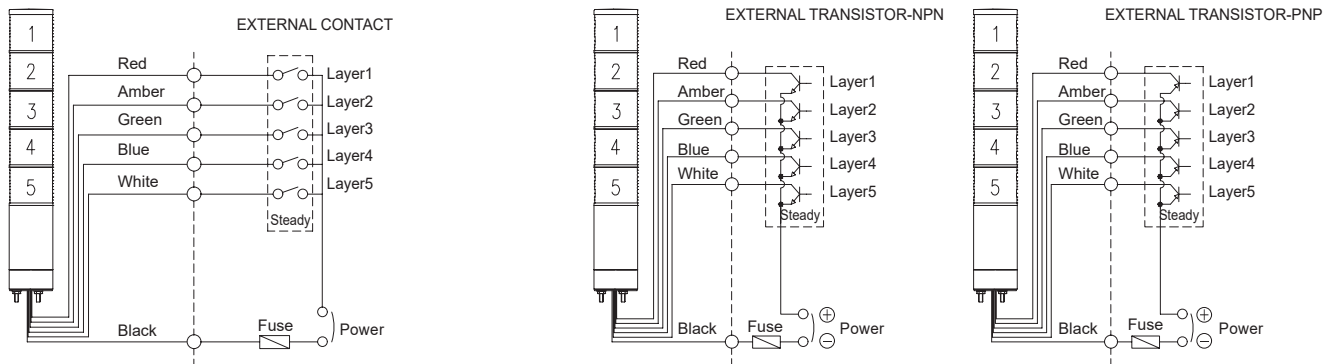 EXTERNAL CONTACT
1
2
3
4
5
Red
Amber
Green
Blue
White
Layer1
Layer2
Layer3
Layer4
Layer5
Steady
Black
Fuse
Power
EXTERNAL TRANSISTOR-NPN
1
2
3
4
5
Red
Amber
Green
Blue
White
Layer1
Layer2
Layer3
Layer4
Layer5
Steady
Black
Fuse
+
−
Power
EXTERNAL TRANSISTOR-PNP
1
2
3
4
5
Red
Amber
Green
Blue
White
Layer1
Layer2
Layer3
Layer4
Layer5
Steady
Black
Fuse
+
−
Power